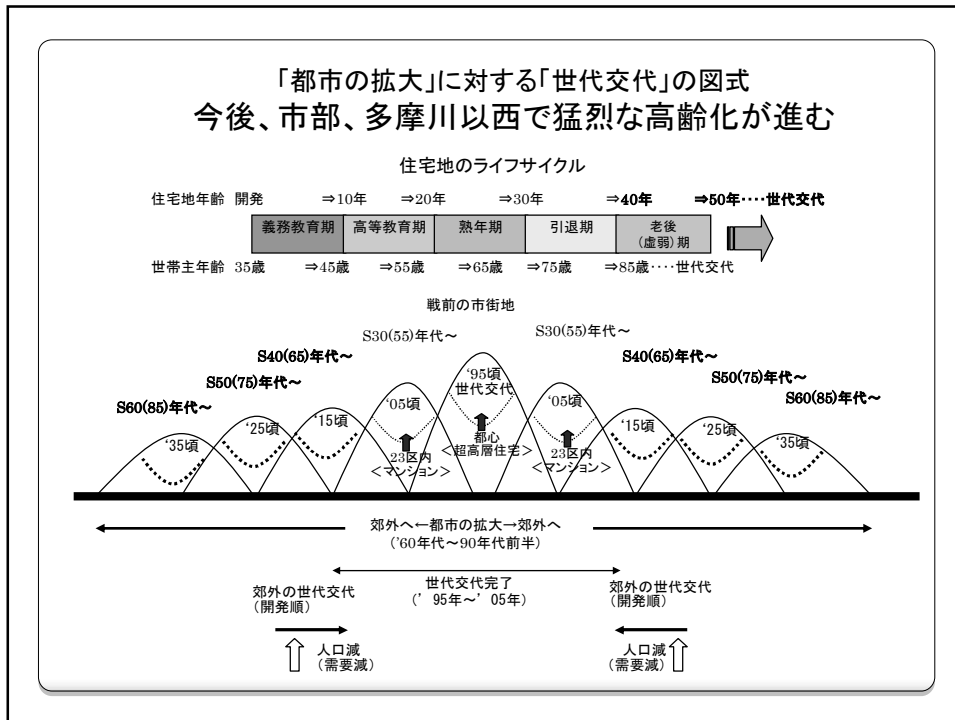 「都市の拡大」に対する「世代交代」の図式
今後、市部、多摩川以西で猛烈な高齢化が進む
住宅地のライフサイクル
住宅地年齢 開発 ⇒10年 ⇒20年 ⇒30年 ⇒40年 ⇒50年‥‥世代交代
義務教育期 高等教育期 熟年期 引退期 老後
(虚弱)期
世帯主年齢 35歳 ⇒45歳 ⇒55歳 ⇒65歳 ⇒75歳 ⇒85歳‥‥世代交代
戦前の市街地
S30(55)年代～ S30(55)年代～
S40(65)年代～ S40(65)年代～
S50(75)年代～ S50(75)年代～
S60(85)年代～ S60(85)年代～
‘95頃
世代交代
‘35頃 ‘25頃 ‘15頃 ‘05頃 ‘05頃 ‘15頃 ‘25頃 ‘35頃
23区内
<マンション>
都心
<超高層住宅>
23区内
<マンション>
郊外へ←都市の拡大→郊外へ
(’60年代～90年代前半)
世代交代完了
(’95年～’05年)
郊外の世代交代
(開発順)
郊外の世代交代
(開発順)
人口減
(需要減)
人口減
(需要減)